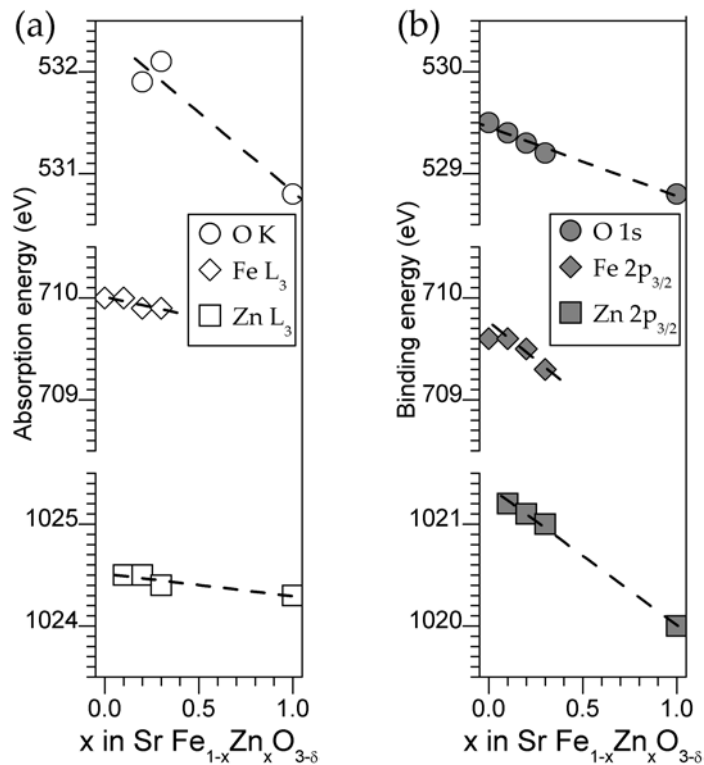 (a)
532
531
710
709
1025
1024
Absorption energy (eV)
O K
Fe L₃
Zn L₃
0.0 0.5 1.0
x in Sr Fe₁₋ₓZnₓO₃₋δ
(b)
530
529
710
709
1021
1020
Binding energy (eV)
O 1s
Fe 2p₃/₂
Zn 2p₃/₂
0.0 0.5 1.0
x in Sr Fe₁₋ₓZnₓO₃₋δ